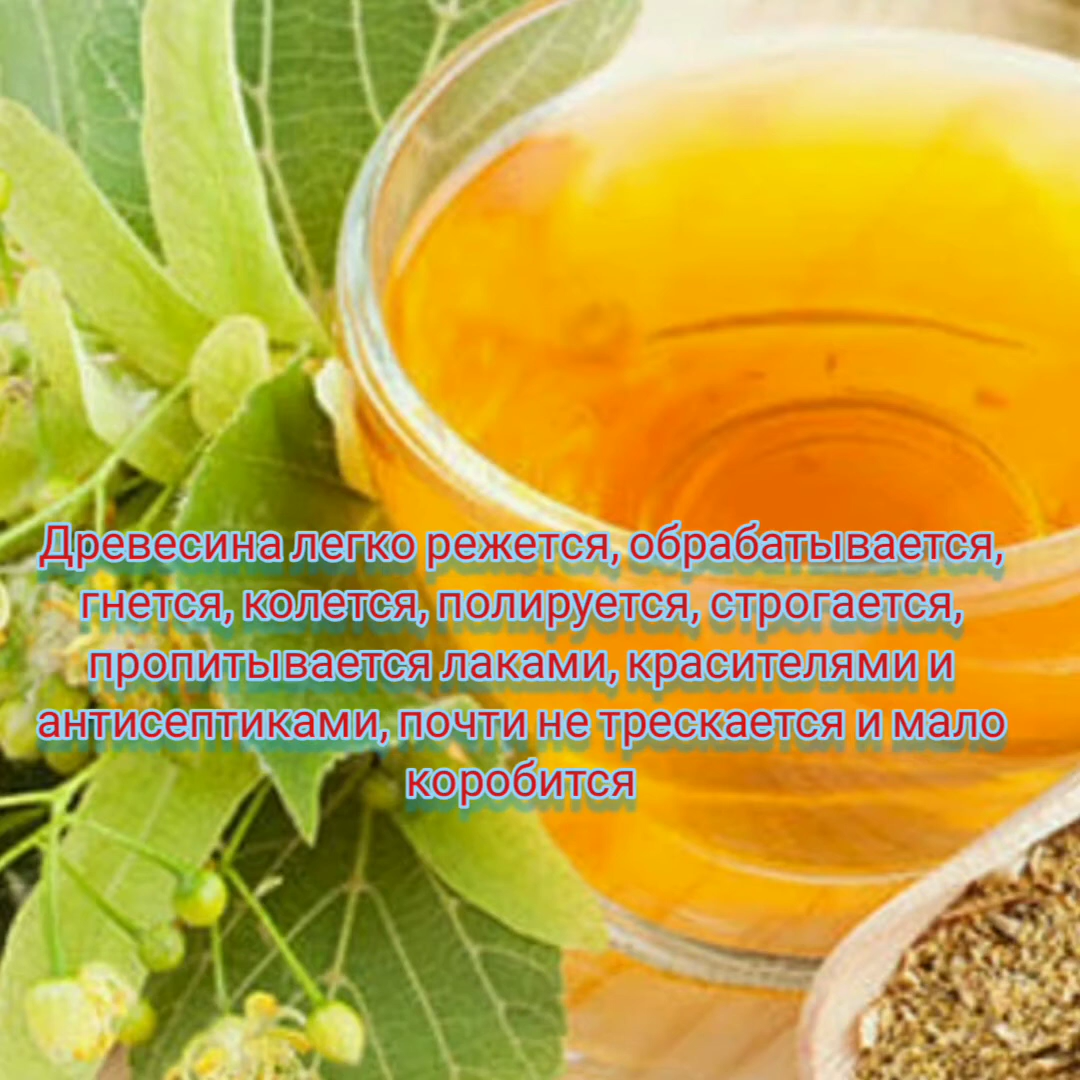 Древесина легко режется, обрабатывается,
гнется, колется, полируется, строгается,
пропитывается лаками, красителями и
антисептиками, почти не трескается и мало
коробится